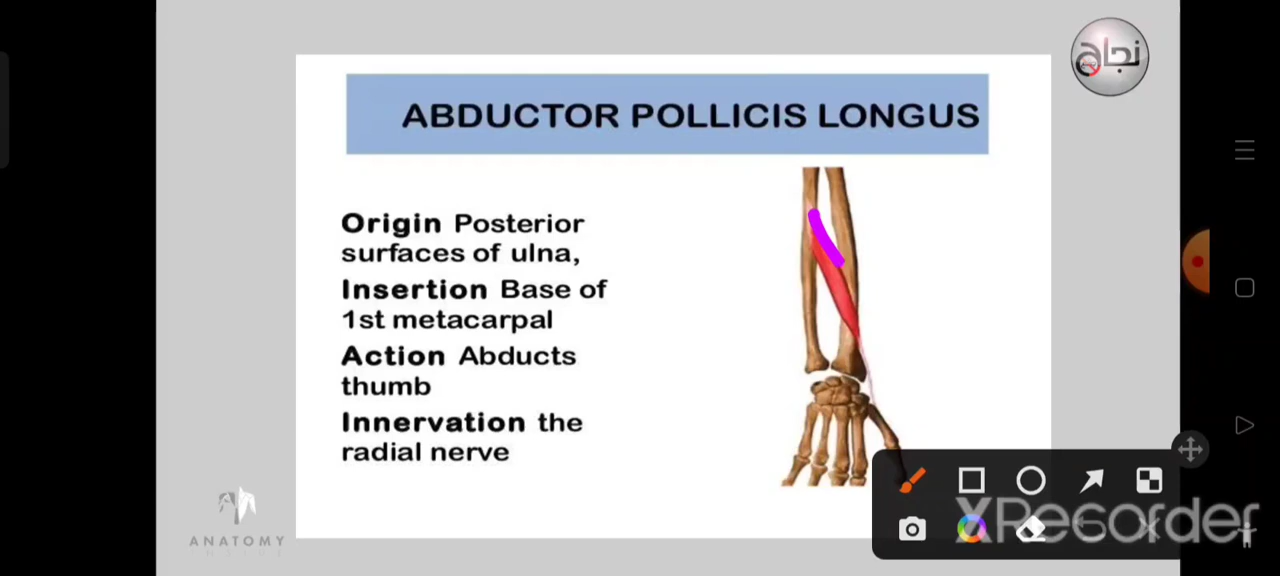 نجاح
ABDUCTOR POLLICIS LONGUS
Origin Posterior
surfaces of ulna,
Insertion Base of
1st metacarpal
Action Abducts
thumb
Innervation the
radial nerve
ANATOMY
XRecorder